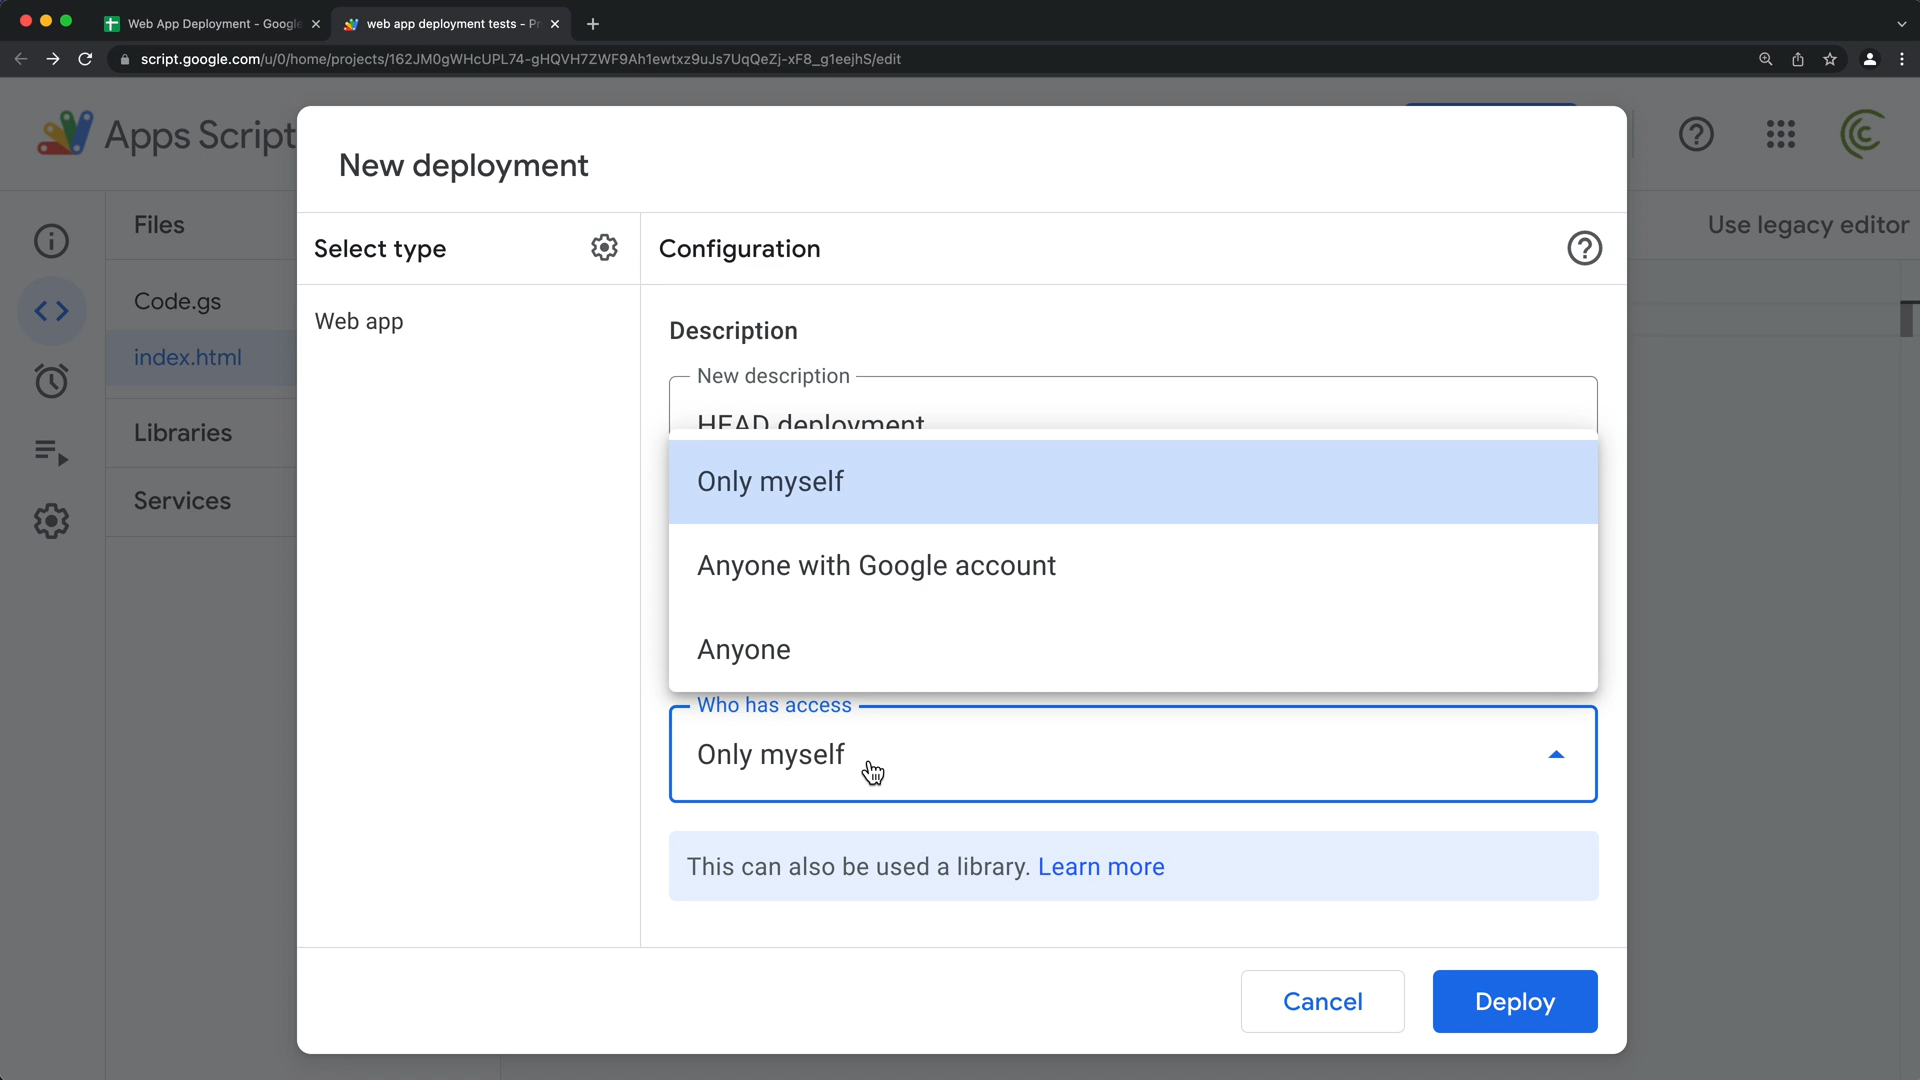 Web App Deployment - Google
web app deployment tests - Pr
script.google.com/u/0/home/projects/162JM0gWHcUPL74-gHQVH7ZWF9Ah1ewtxz9uJs7UqQeZj-xF8_g1eejhS/edit
Apps Script
New deployment
Files
Select type
Configuration
Use legacy editor
Code.gs
Web app
Description
index.html
New description
HEAD deployment
Libraries
Only myself
Services
Anyone with Google account
Anyone
Who has access
Only myself
This can also be used a library. Learn more
Cancel
Deploy